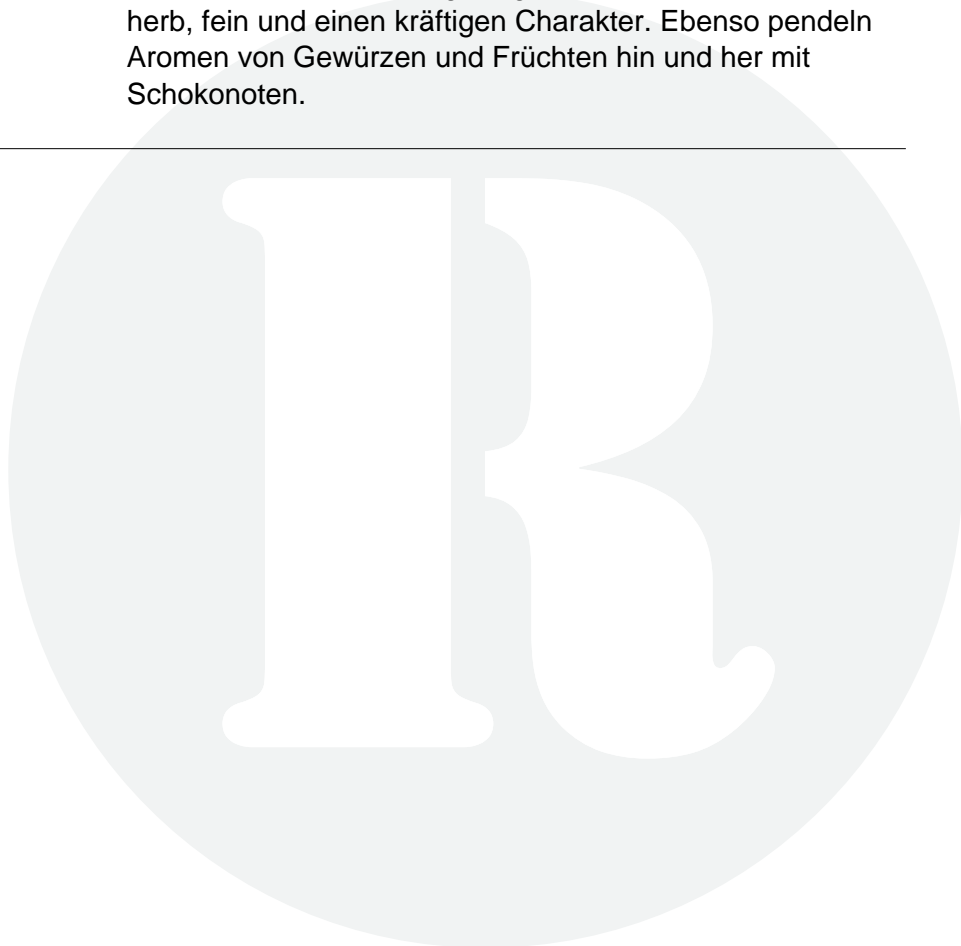 herb, fein und einen kräftigen Charakter. Ebenso pendeln
Aromen von Gewürzen und Früchten hin und her mit
Schokonoten.
R